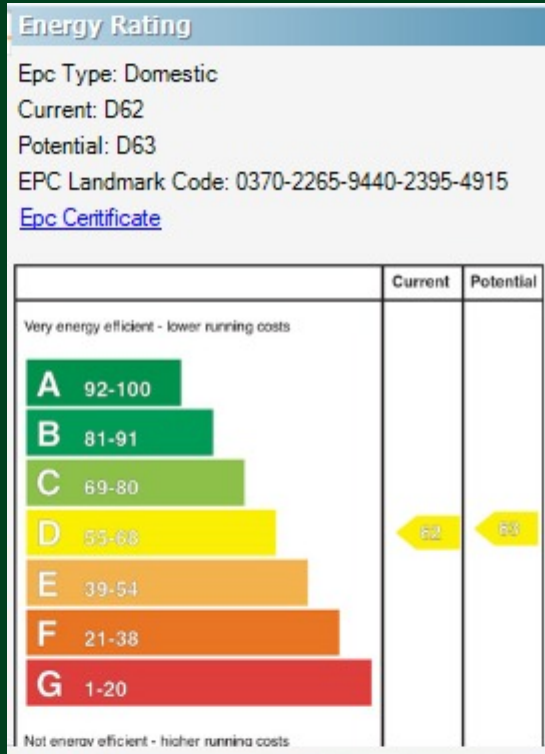 Energy Rating
Epc Type: Domestic
Current: D62
Potential: D63
EPC Landmark Code: 0370-2265-9440-2395-4915
Epc Ceritificate
Current Potential
Very energy efficient - lower running costs
A 92-100
B 81-91
C 69-80
D 55-68 62 63
E 39-54
F 21-38
G 1-20
Not energy efficient - higher running costs